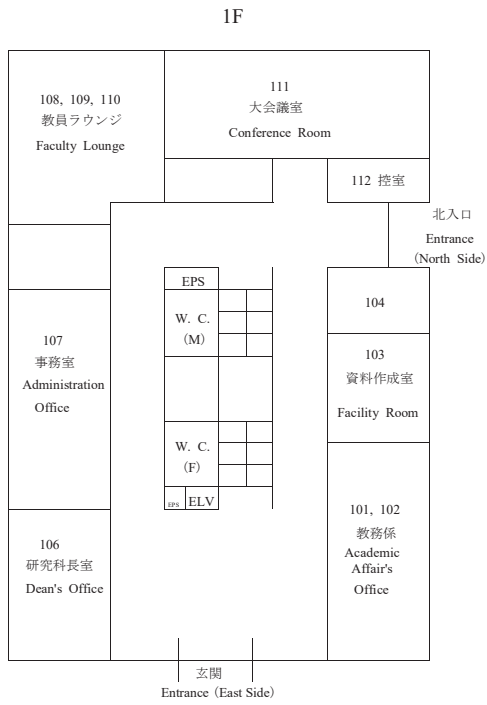 1F
108, 109, 110
教員ラウンジ
Faculty Lounge
111
大会議室
Conference Room
112 控室
北入口
Entrance
(North Side)
EPS
W. C.
(M)
104
107
事務室
Administration
Office
103
資料作成室
Facility Room
W. C.
(F)
EPS
ELV
101, 102
教務係
Academic
Affair's
Office
106
研究科長室
Dean's Office
玄関
Entrance (East Side)